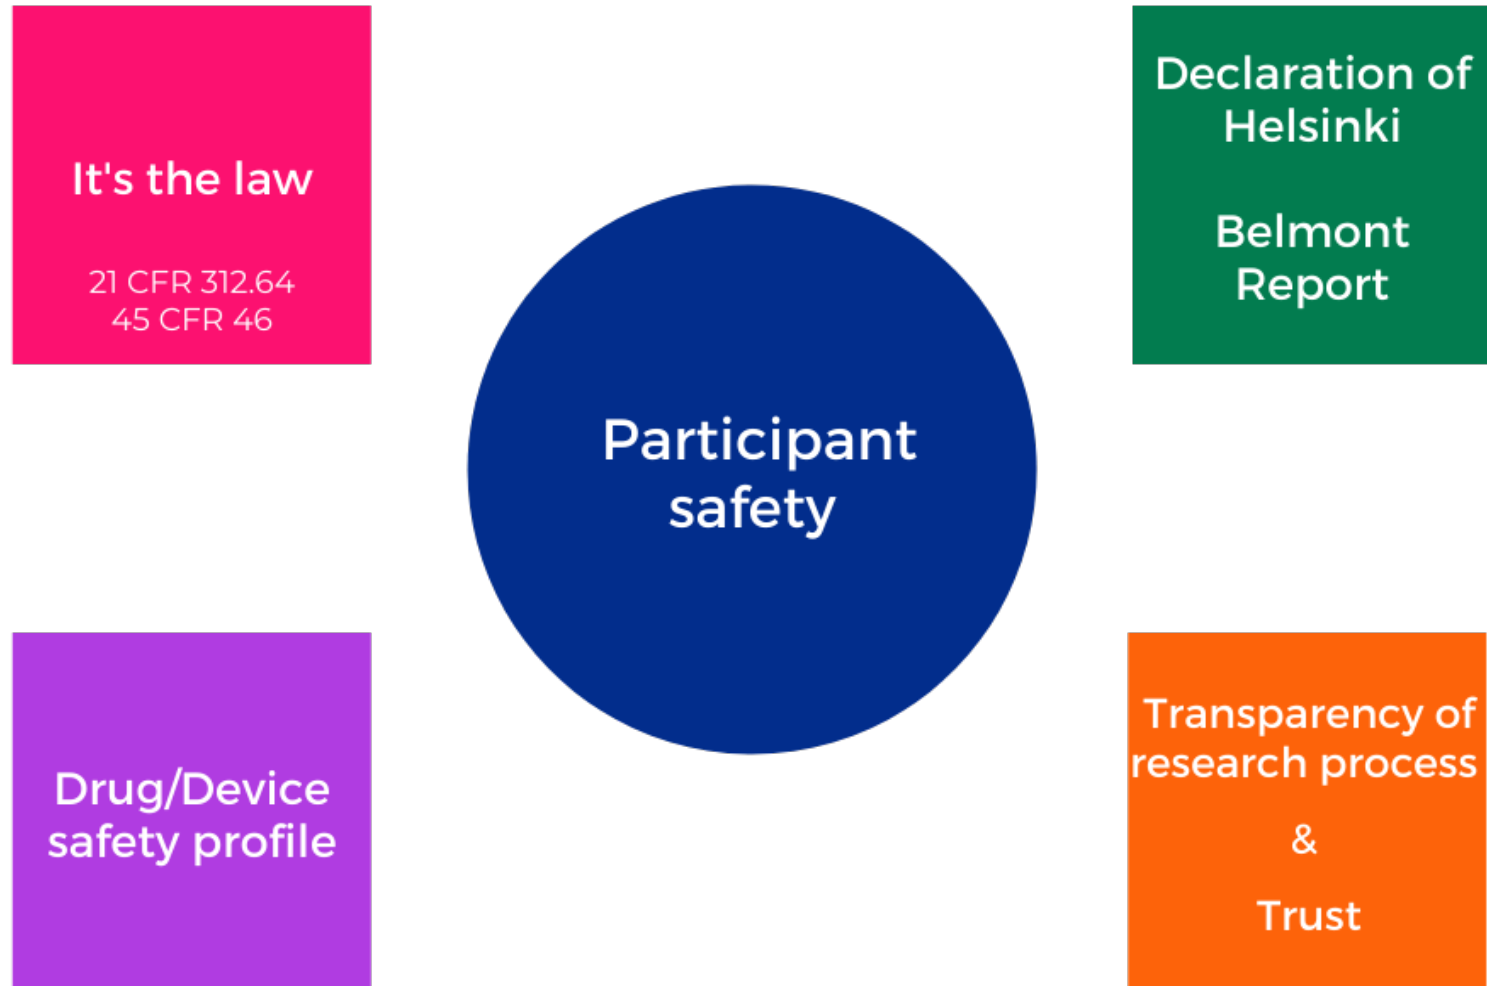 It's the law
21 CFR 312.64
45 CFR 46
Declaration of
Helsinki
Belmont
Report
Participant
safety
Drug/Device
safety profile
Transparency of
research process
&
Trust